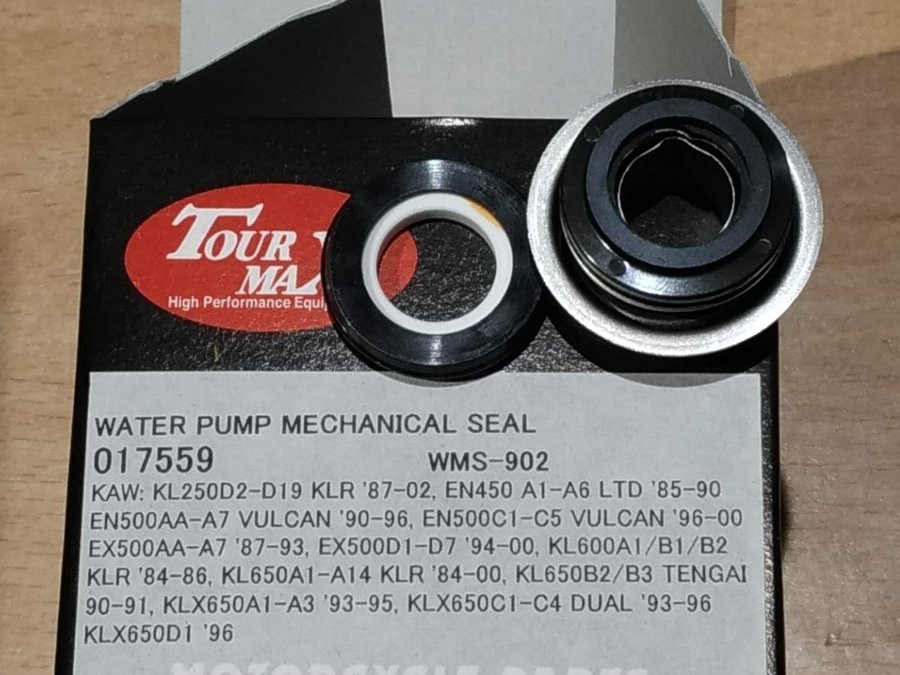 TOUR
MAX
High Performance Equip
WATER PUMP MECHANICAL SEAL
017559 WMS-902
KAW: KL250D2-D19 KLR '87-02, EN450 A1-A6 LTD '85-90
EN500AA-A7 VULCAN '90-96, EN500C1-C5 VULCAN '96-00
EX500AA-A7 '87-93, EX500D1-D7 '94-00, KL600A1/B1/B2
KLR '84-86, KL650A1-A14 KLR '84-00, KL650B2/B3 TENGAI
90-91, KLX650A1-A3 '93-95, KLX650C1-C4 DUAL '93-96
KLX650D1 '96
MOTORCYCLE PARTS